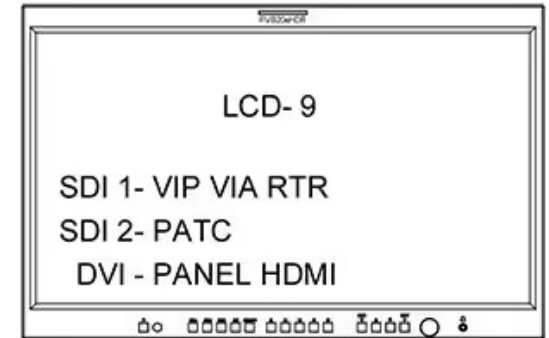 LCD- 9
SDI 1- VIP VIA RTR
SDI 2- PATC
DVI - PANEL HDMI